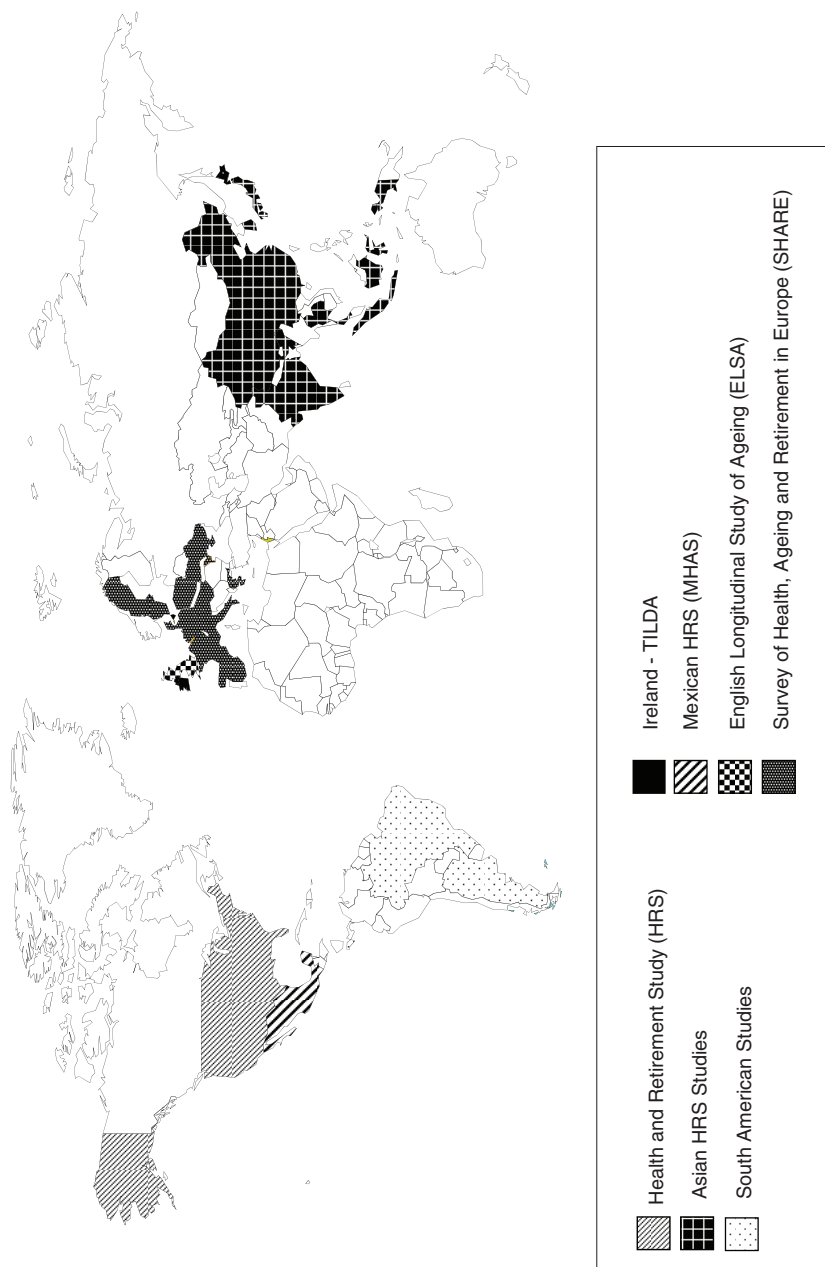 Health and Retirement Study (HRS)
Asian HRS Studies
South American Studies
Ireland - TILDA
Mexican HRS (MHAS)
English Longitudinal Study of Ageing (ELSA)
Survey of Health, Ageing and Retirement in Europe (SHARE)